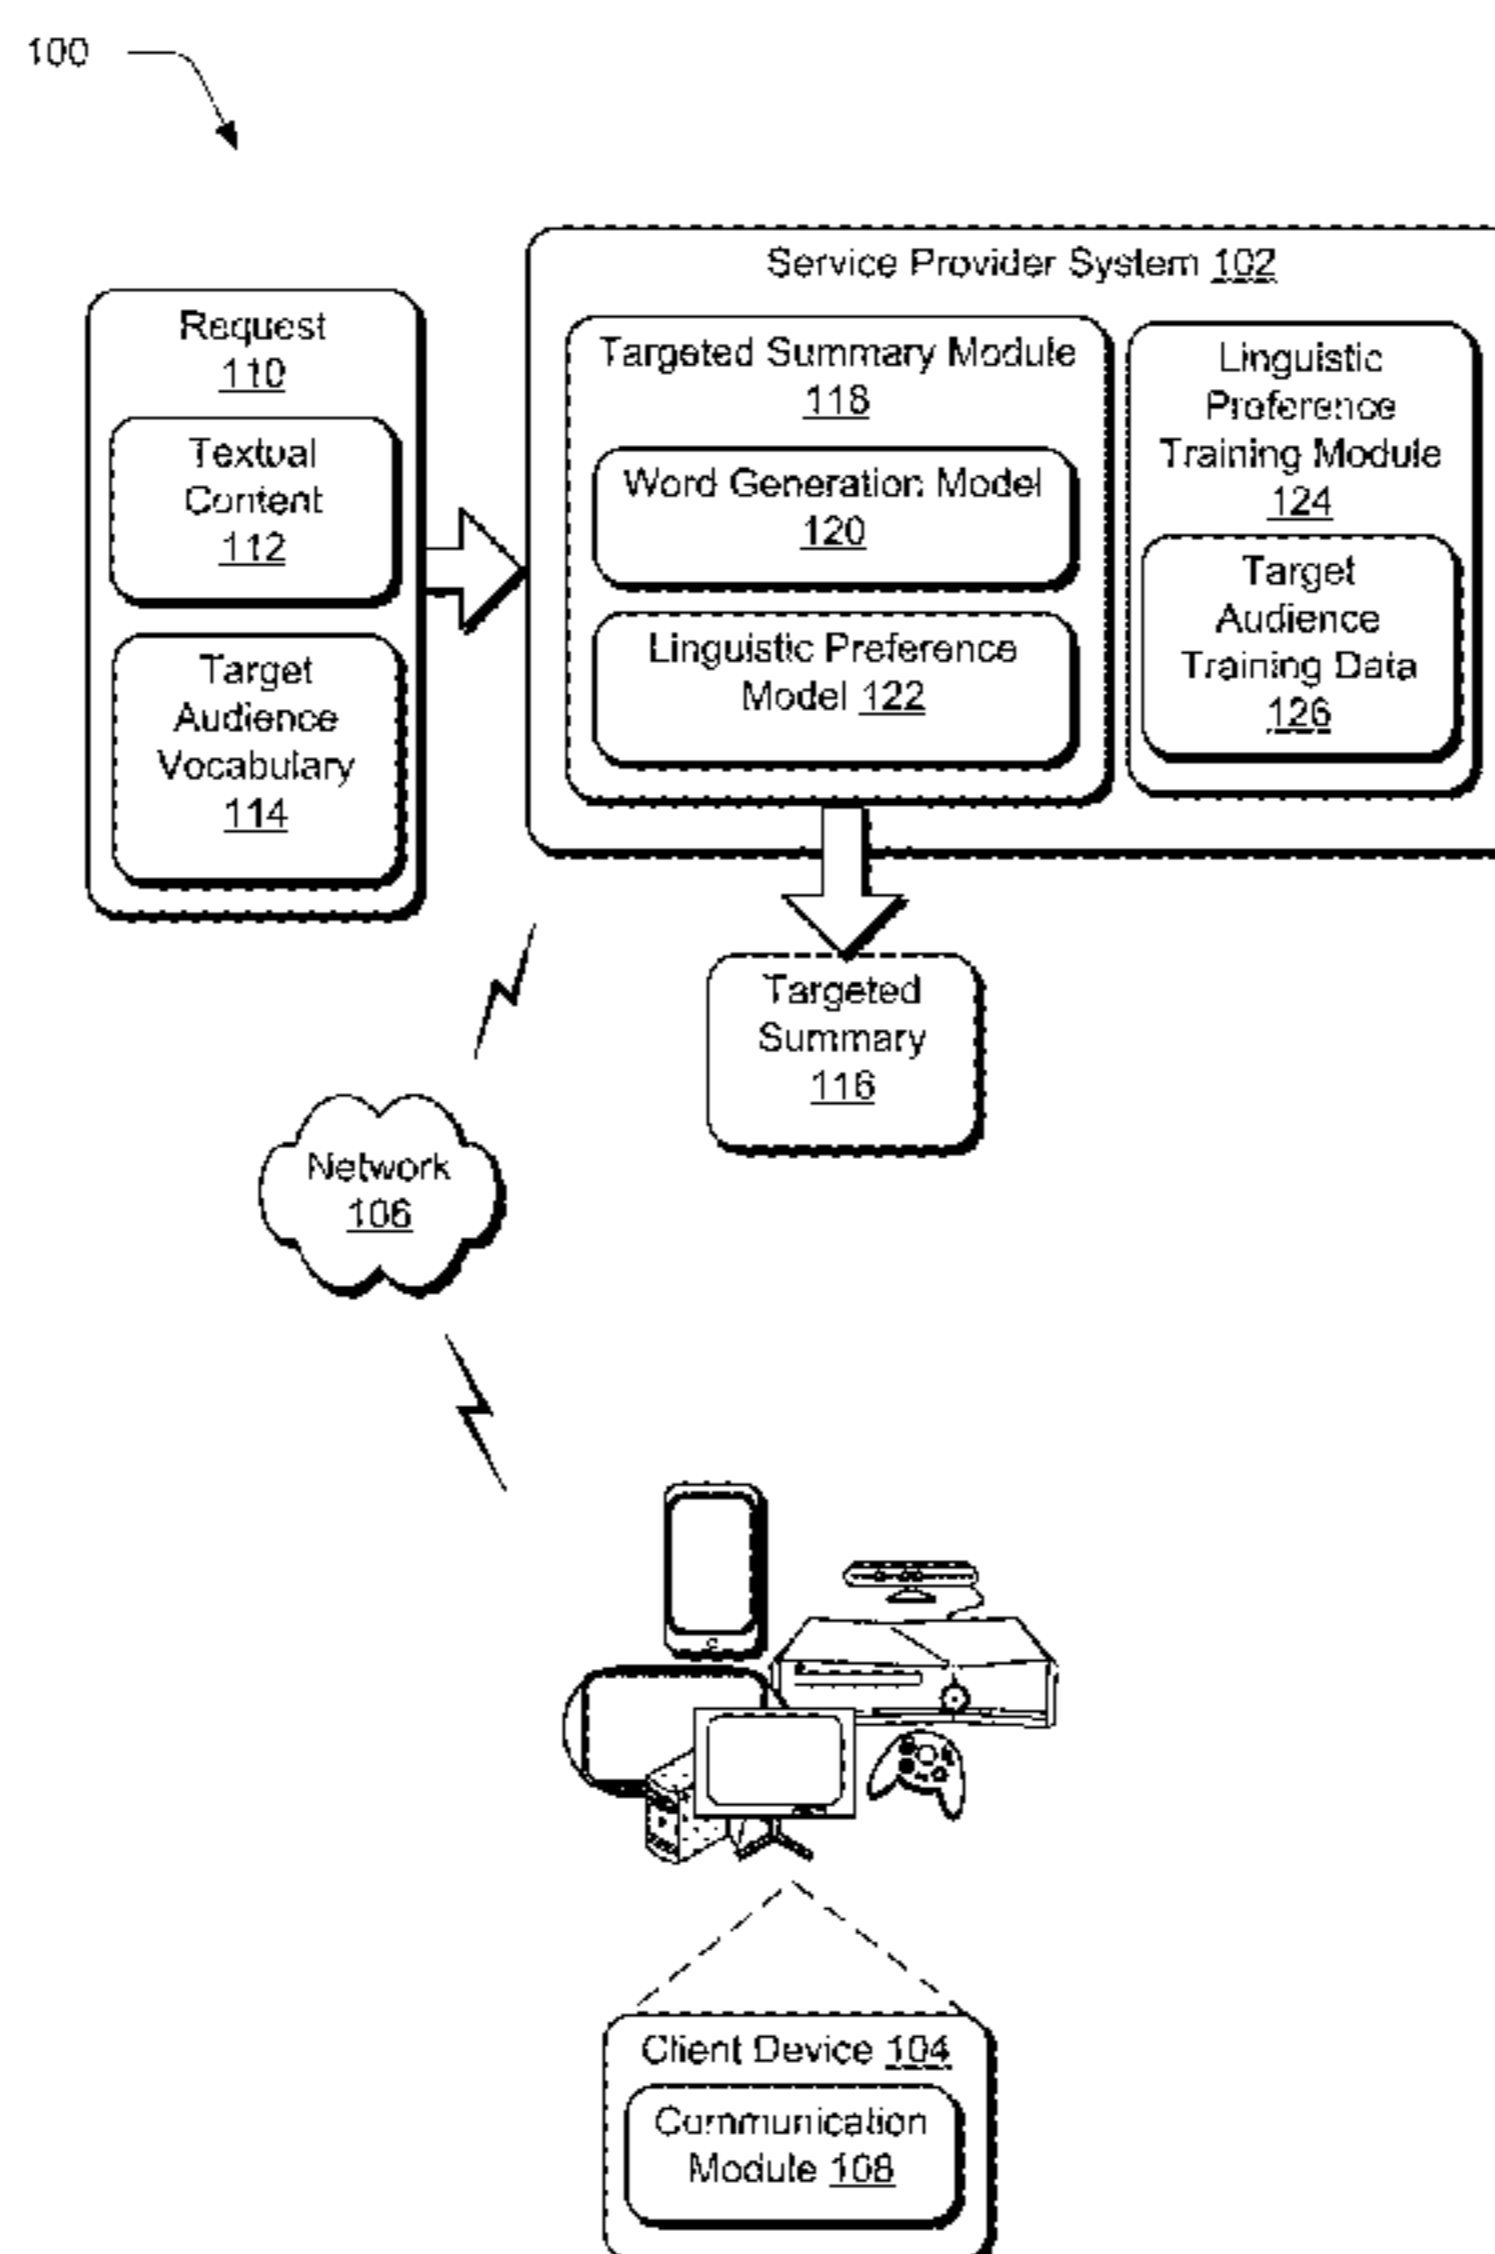 100
Service Provider System 102
Request
110
Textual
Content
112
Target
Audience
Vocabulary
114
Targeted Summary Module
118
Word Generation Model
120
Linguistic Preference
Model 122
Linguistic
Preference
Training Module
124
Target
Audience
Training Data
126
Targeted
Summary
116
Network
106
Client Device 104
Communication
Module 108